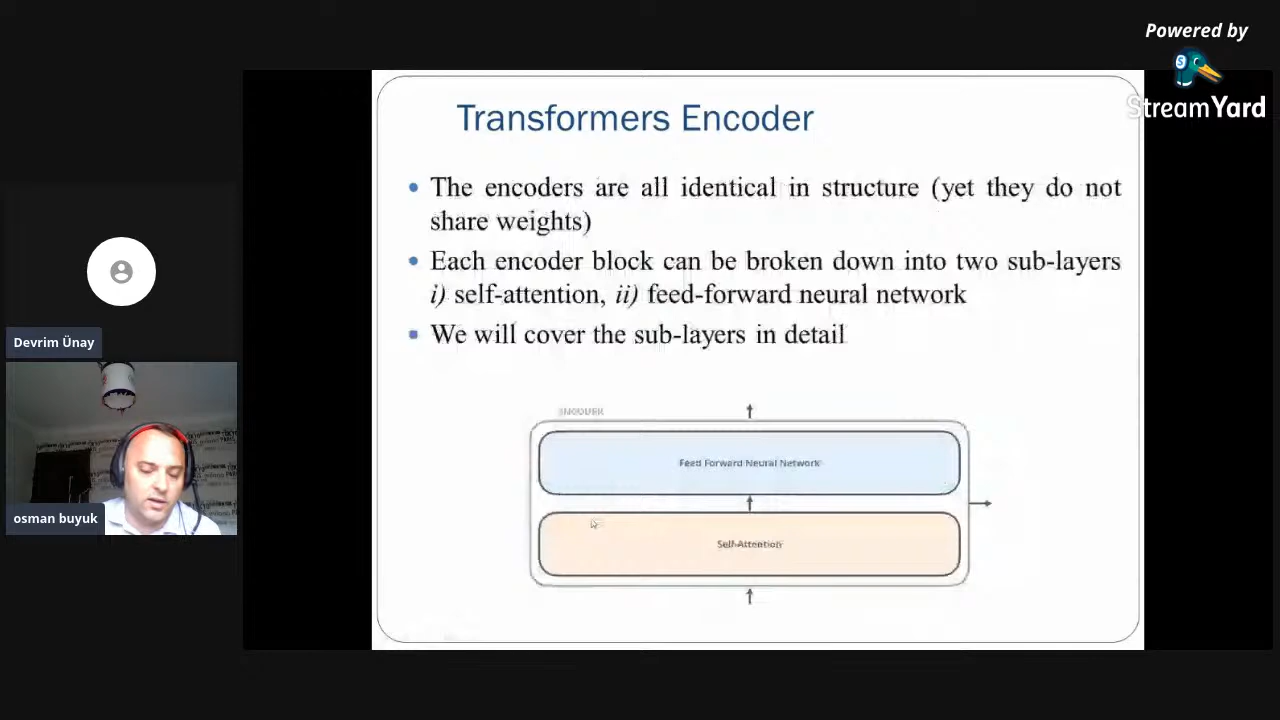 Powered by
StreamYard
Transformers Encoder
The encoders are all identical in structure (yet they do not
share weights)
Each encoder block can be broken down into two sub-layers
i) self-attention, ii) feed-forward neural network
We will cover the sub-layers in detail
ENCODER
Feed Forward Neural Network
Self-Attention
Devrim Ünay
osman buyuk